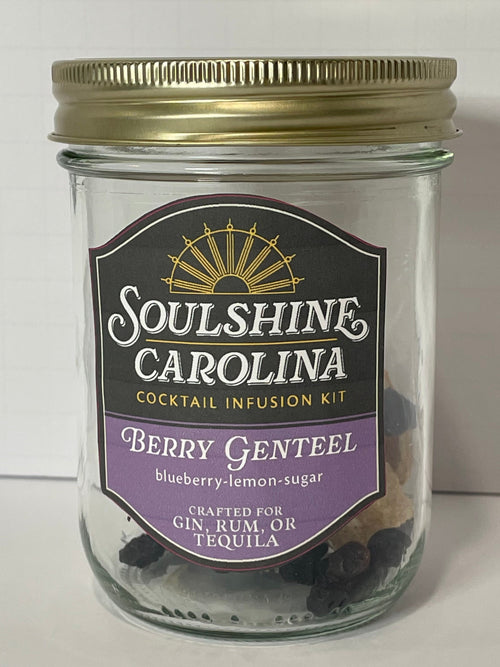 SOULSHINE
CAROLINA
COCKTAIL INFUSION KIT
BERRY GENTEEL
blueberry-lemon-sugar
CRAFTED FOR
GIN, RUM, OR
TEQUILA